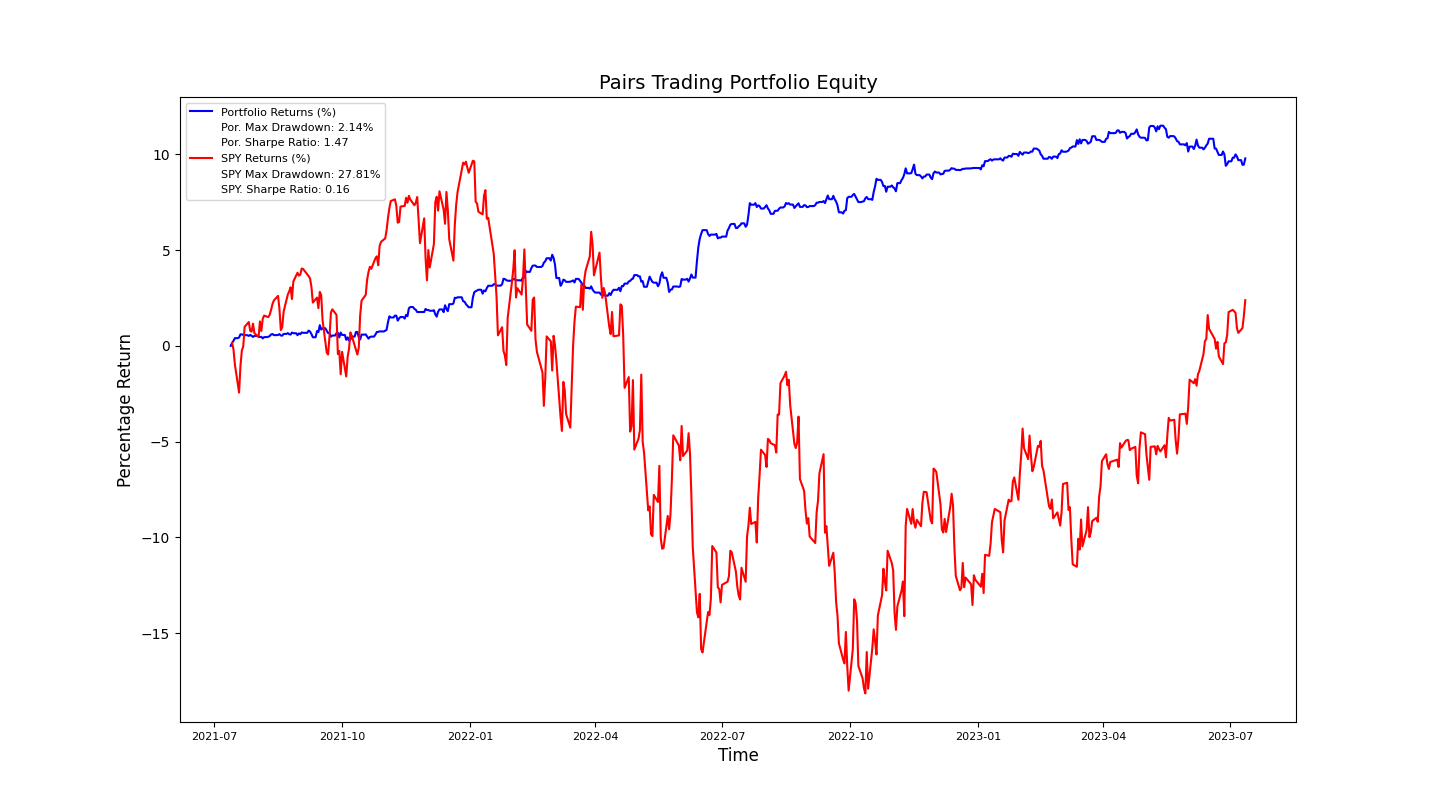 Pairs Trading Portfolio Equity
Portfolio Returns (%)
Por. Max Drawdown: 2.14%
Por. Sharpe Ratio: 1.47
SPY Returns (%)
SPY Max Drawdown: 27.81%
SPY. Sharpe Ratio: 0.16
Percentage Return
10
5
0
−5
−10
−15
2021-07
2021-10
2022-01
2022-04
2022-07
2022-10
2023-01
2023-04
2023-07
Time